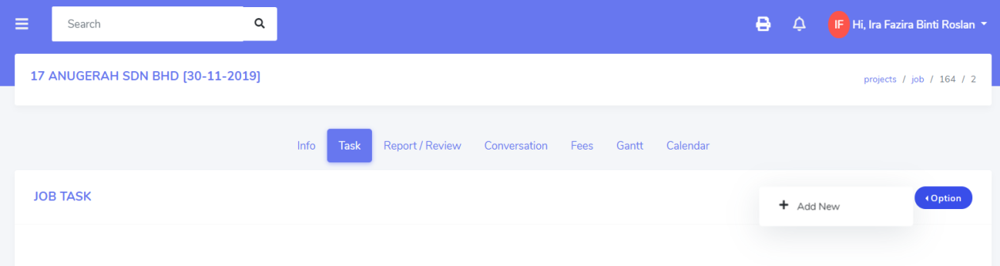 Search
IF Hi, Ira Fazira Binti Roslan
17 ANUGERAH SDN BHD [30-11-2019]
projects / job / 164 / 2
Info Task Report / Review Conversation Fees Gantt Calendar
JOB TASK
Add New
Option